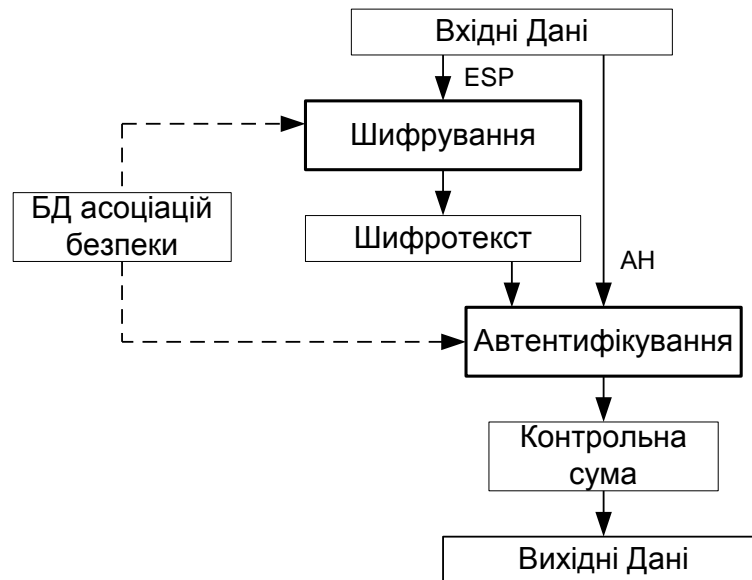 Вхідні Дані
ESP
Шифрування
БД асоціацій
безпеки
Шифротекст
AH
Автентифікування
Контрольна
сума
Вихідні Дані